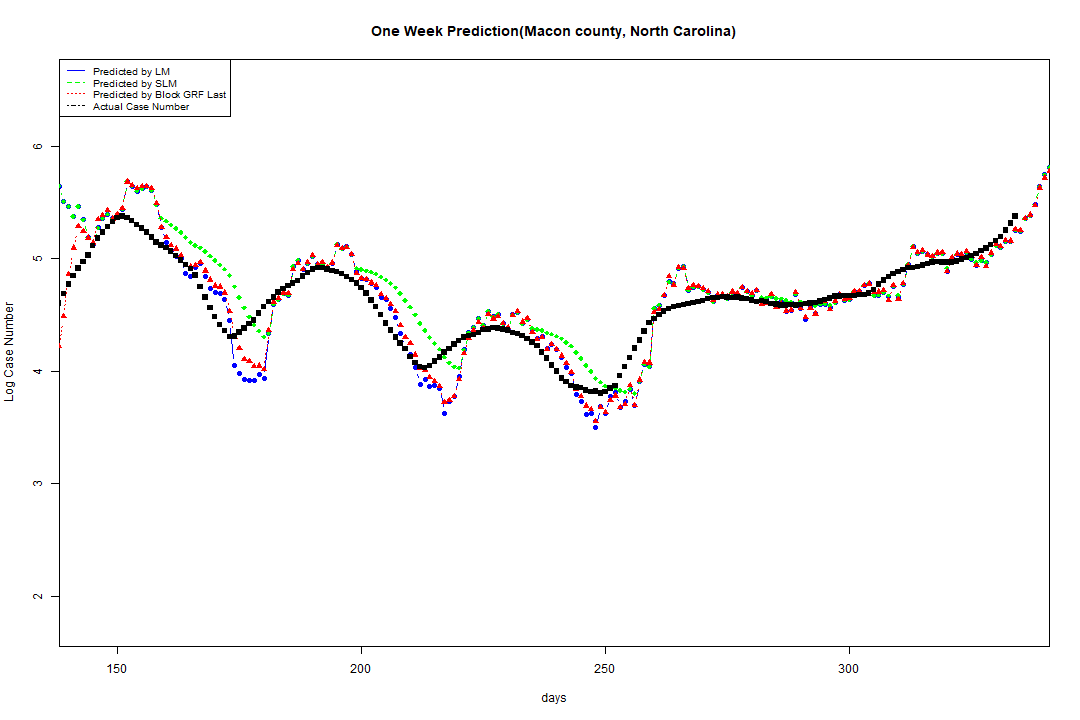 One Week Prediction(Macon county, North Carolina)
Predicted by LM
Predicted by SLM
Predicted by Block GRF Last
Actual Case Number
6
5
4
3
2
Log Case Number
150 200 250 300
days